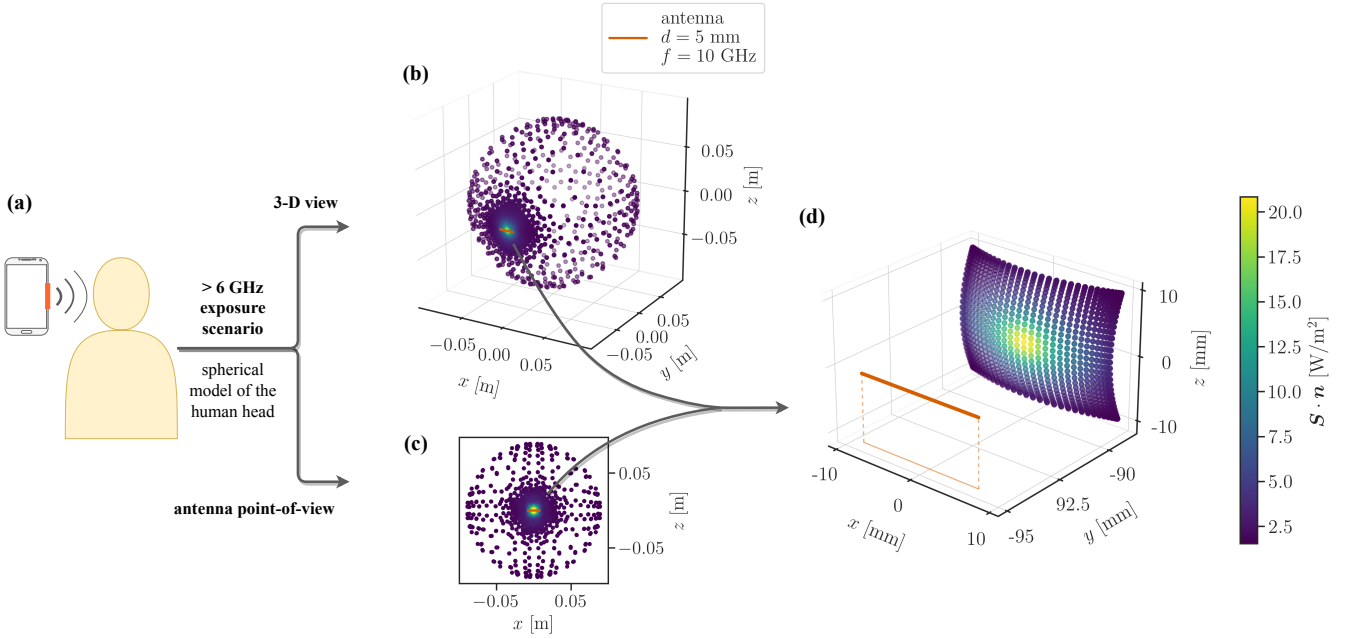 antenna
d = 5 mm
f = 10 GHz
(b)
0.05
0.00
−0.05
z [m]
−0.05
0.00
0.05
x [m]
−0.05
0.00
0.05
y [m]
(a)
3-D view
> 6 GHz
exposure
scenario
spherical
model of the
human head
antenna point-of-view
(c)
0.05
−0.05
z [m]
−0.05
0.05
x [m]
(d)
10
0
-10
z [mm]
-10
0
10
x [mm]
-95
92.5
-90
y [mm]
20.0
17.5
15.0
12.5
10.0
7.5
5.0
2.5
S · n [W/m²]